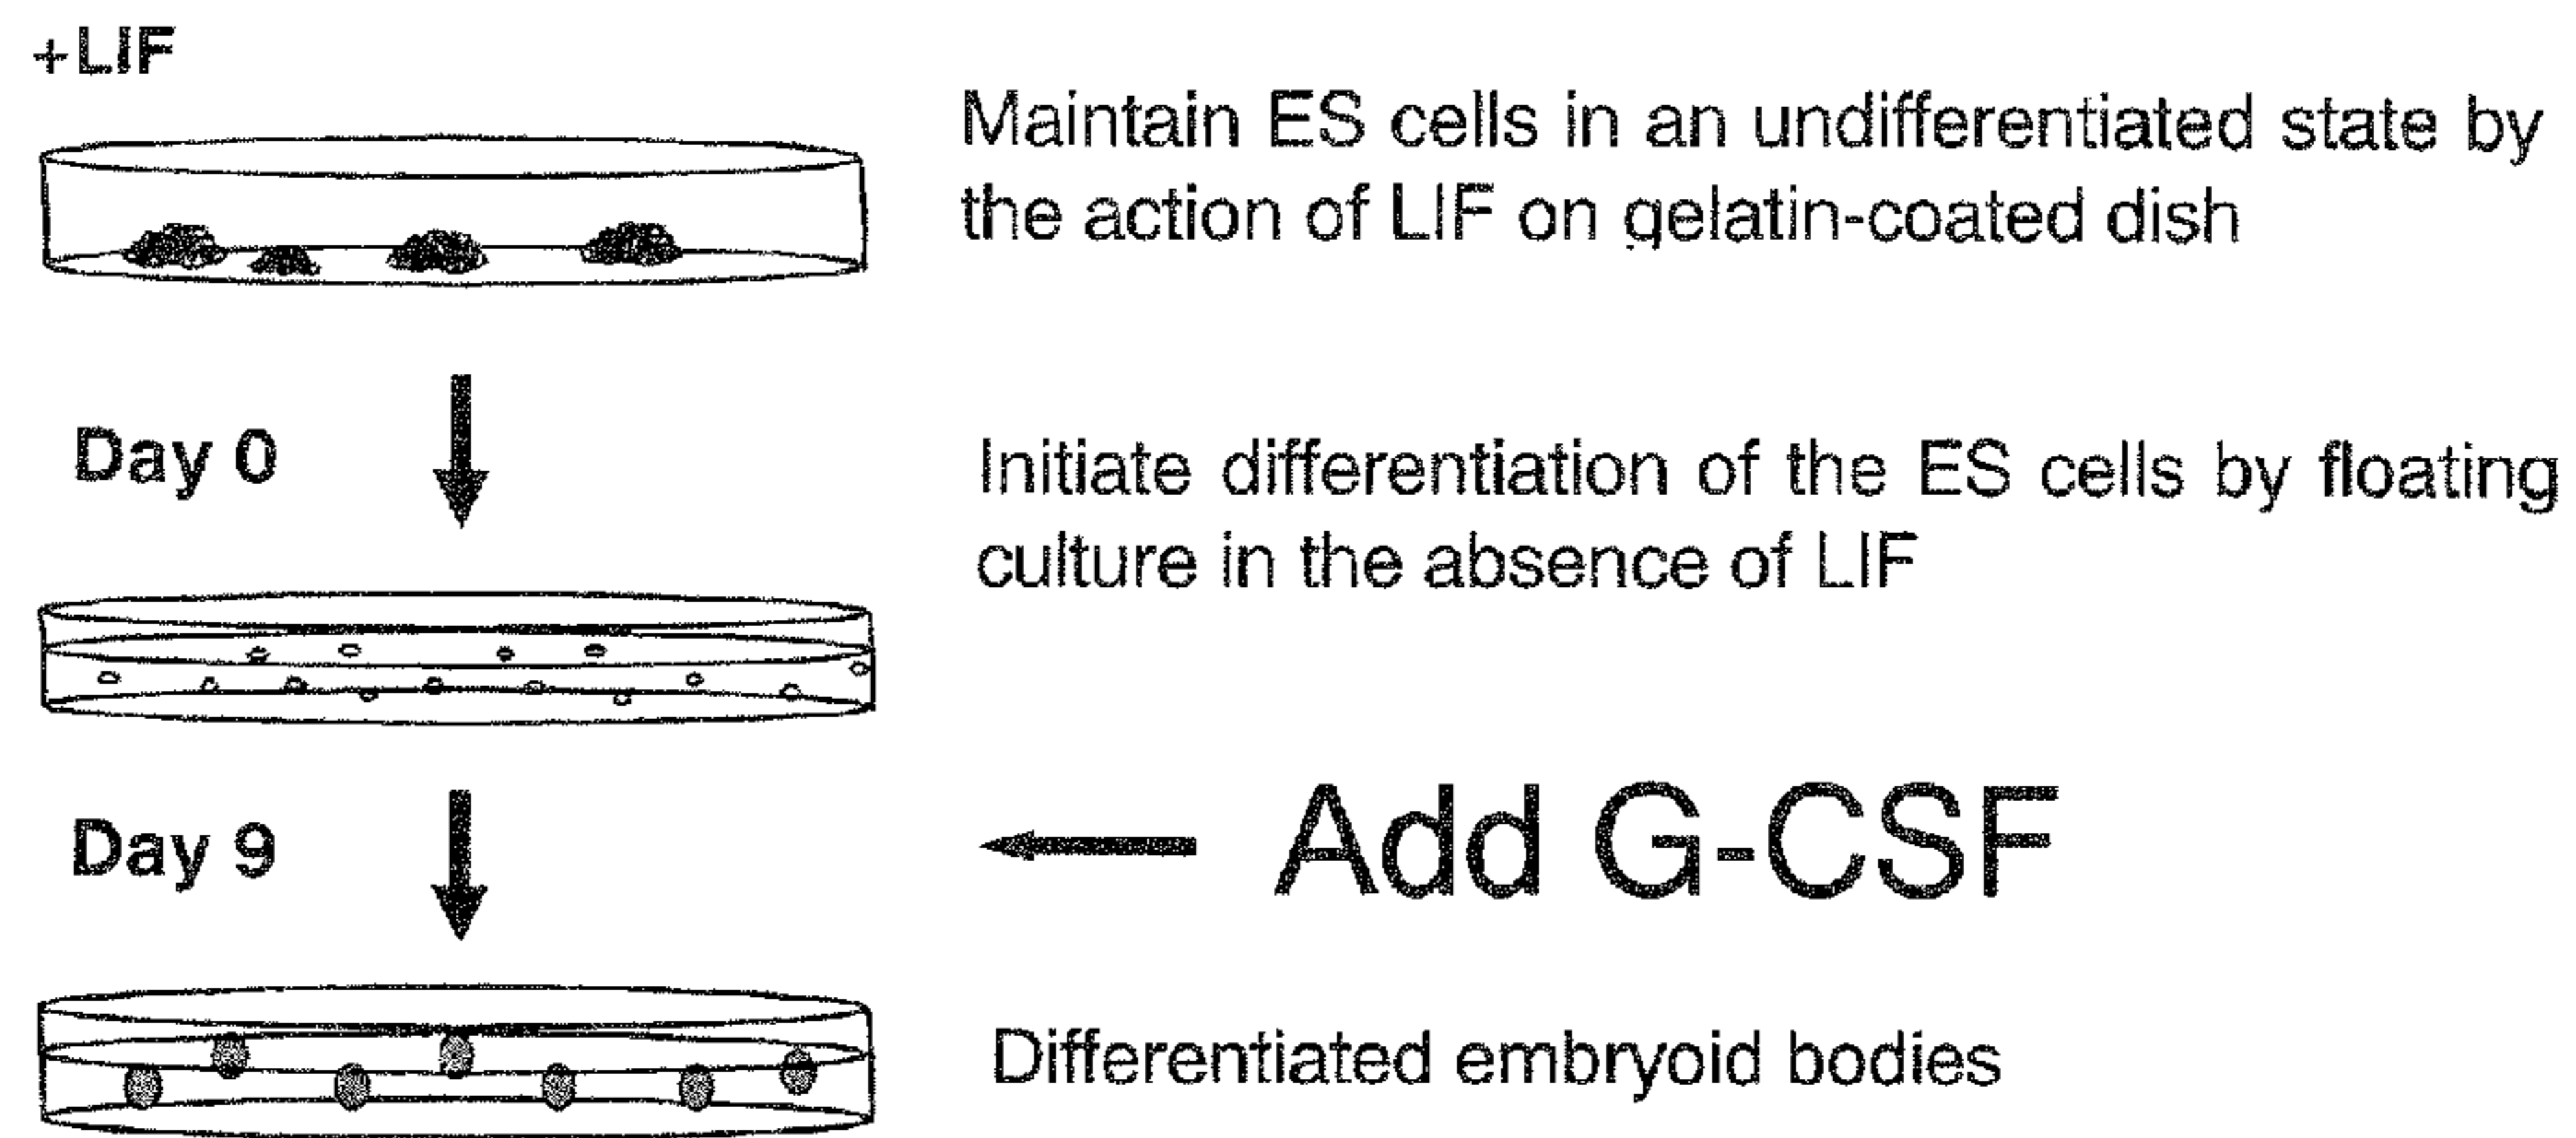 +LIF
Maintain ES cells in an undifferentiated state by
the action of LIF on gelatin-coated dish
Day 0
Initiate differentiation of the ES cells by floating
culture in the absence of LIF
Day 9
Add G-CSF
Differentiated embryoid bodies